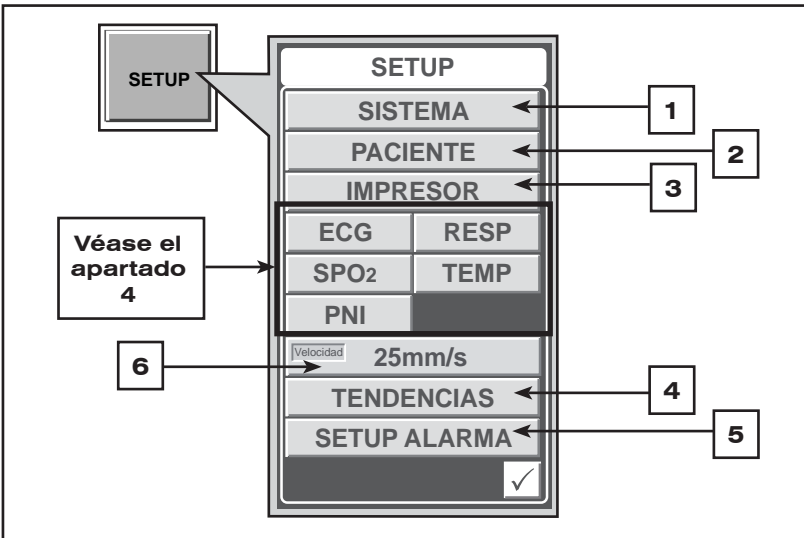 SETUP
SETUP
SISTEMA
1
PACIENTE
2
IMPRESOR
3
ECG RESP
Véase el
apartado
4
SPO2 TEMP
PNI
Velocidad 25mm/s
6
TENDENCIAS
4
SETUP ALARMA
5